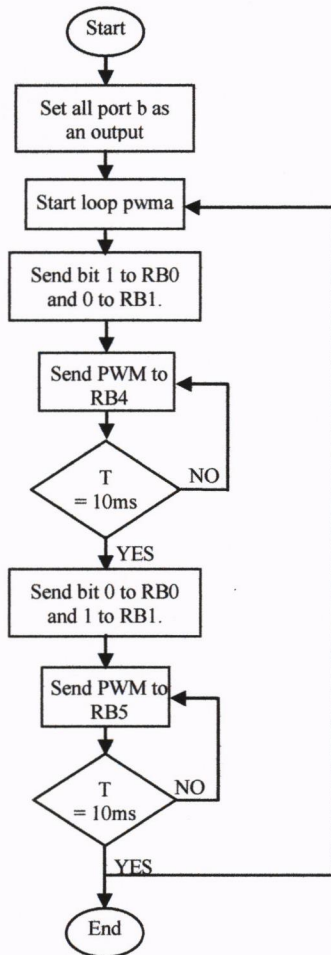 Start
Set all port b as
an output
Start loop pwma
Send bit 1 to RB0
and 0 to RB1.
Send PWM to
RB4
T
= 10ms
NO
YES
Send bit 0 to RB0
and 1 to RB1.
Send PWM to
RB5
T
= 10ms
NO
YES
End